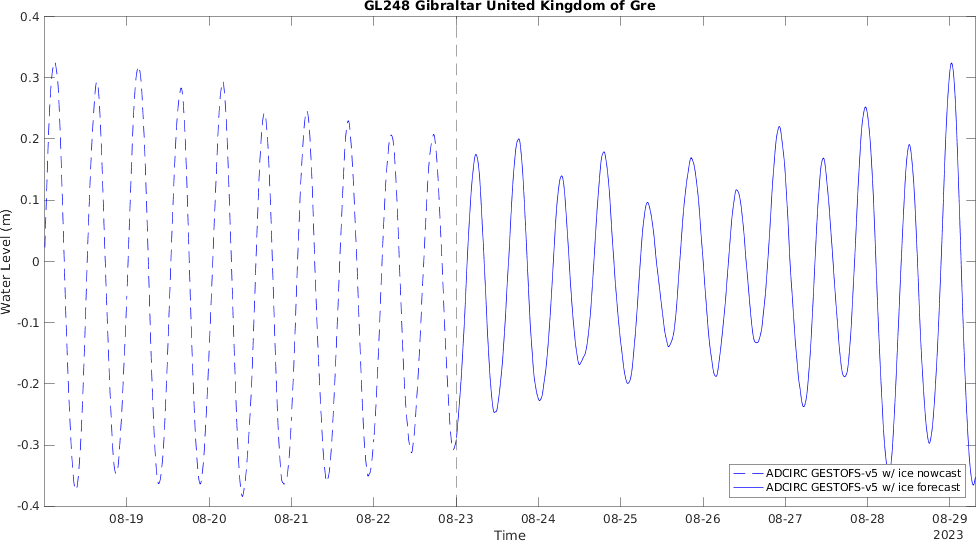 GL248 Gibraltar United Kingdom of Gre
0.4
0.3
0.2
0.1
0
-0.1
-0.2
-0.3
-0.4
Water Level (m)
ADCIRC GESTOFS-v5 w/ ice nowcast
ADCIRC GESTOFS-v5 w/ ice forecast
08-19 08-20 08-21 08-22 08-23 08-24 08-25 08-26 08-27 08-28 08-29
Time
2023